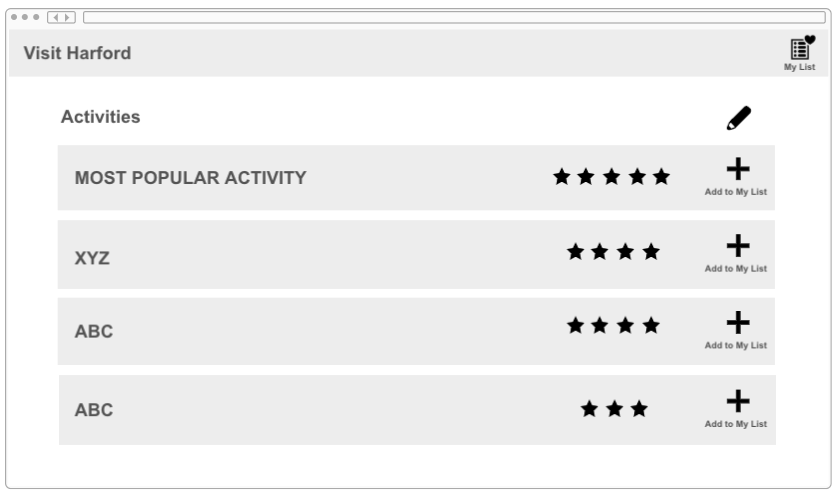 Visit Harford
My List
Activities
MOST POPULAR ACTIVITY
Add to My List
XYZ
Add to My List
ABC
Add to My List
ABC
Add to My List